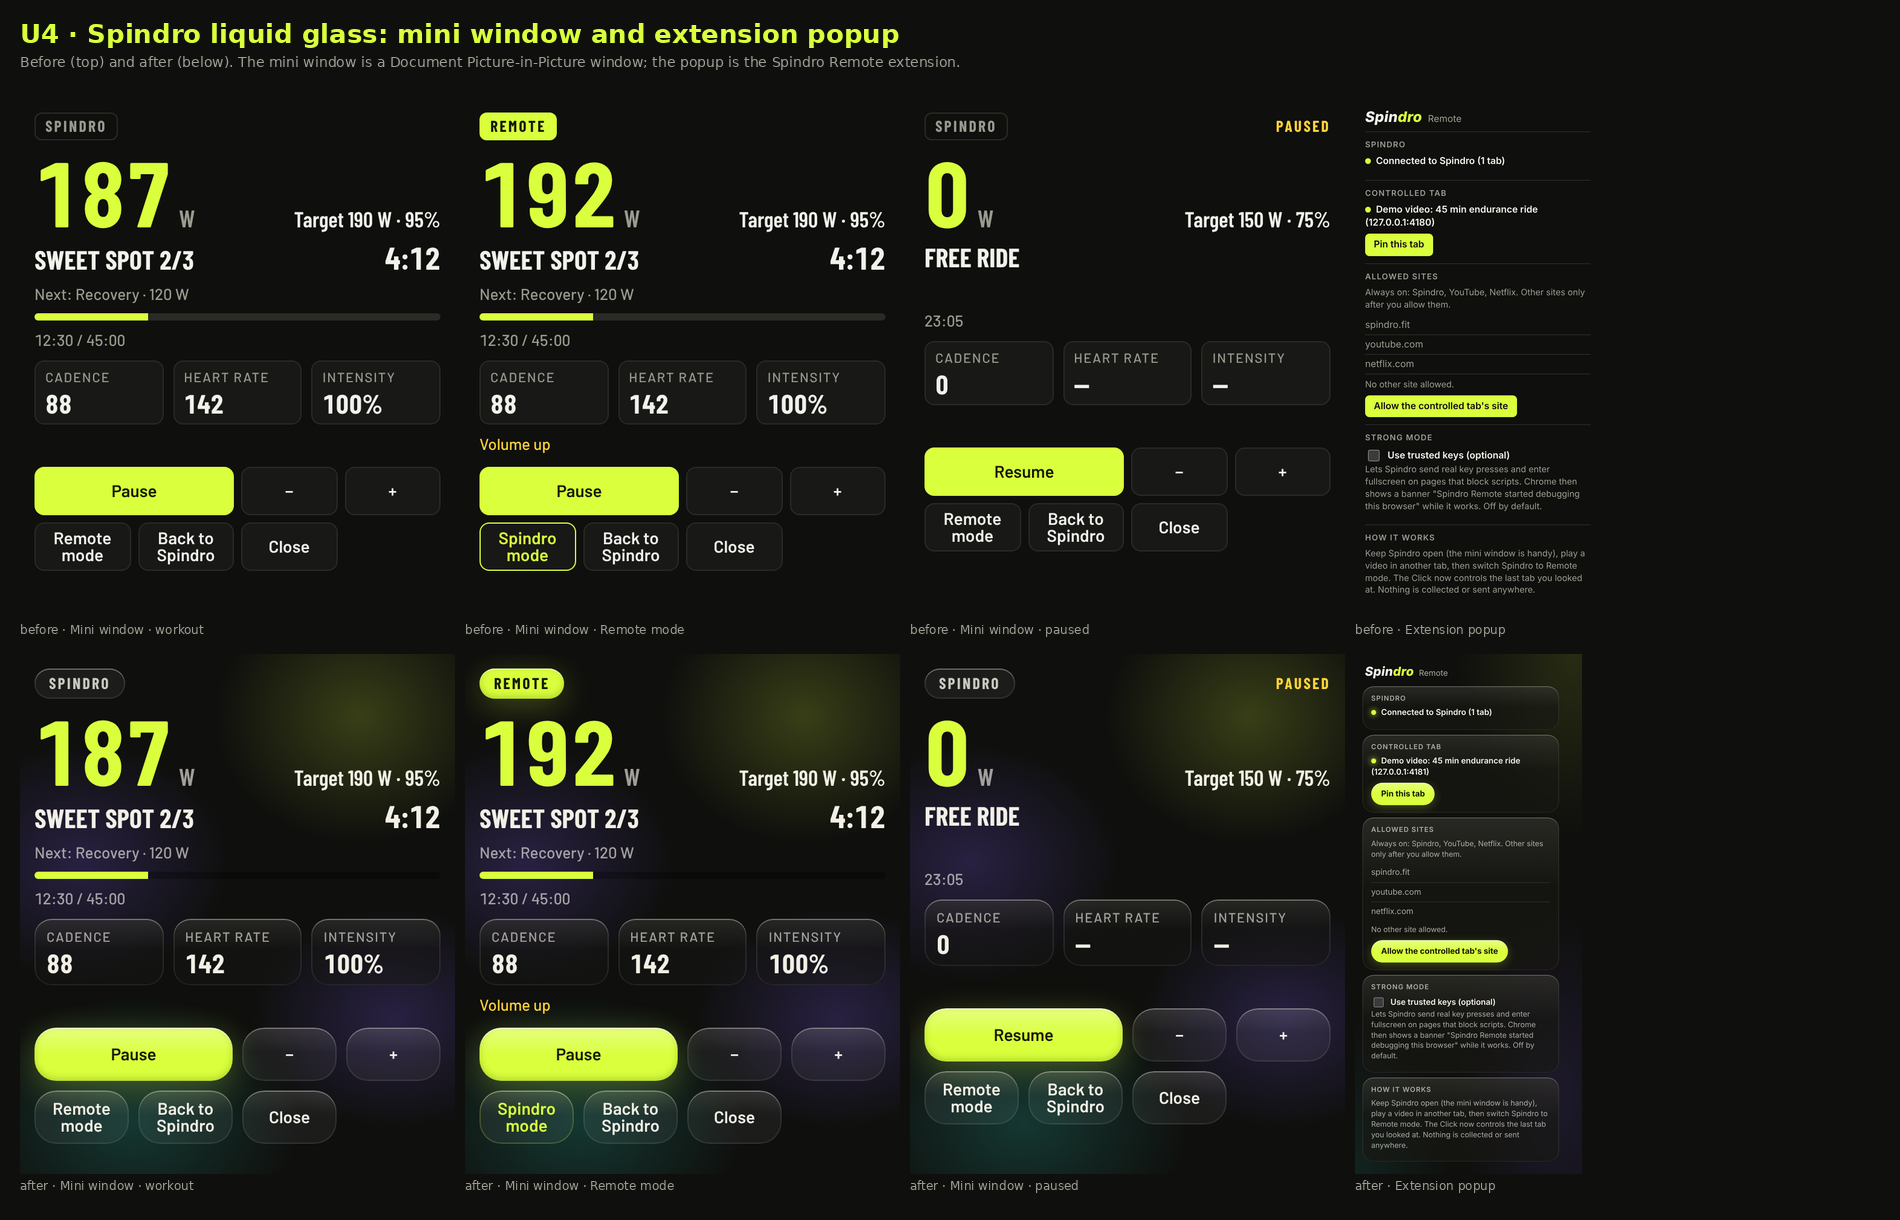 U4 · Spindro liquid glass: mini window and extension popup
Before (top) and after (below). The mini window is a Document Picture-in-Picture window; the popup is the Spindro Remote extension.
SPINDRO
187 W
Target 190 W · 95%
SWEET SPOT 2/3
4:12
Next: Recovery · 120 W
12:30 / 45:00
CADENCE
88
HEART RATE
142
INTENSITY
100%
Pause
−
+
Remote
mode
Back to
Spindro
Close
before · Mini window · workout
REMOTE
192 W
Target 190 W · 95%
SWEET SPOT 2/3
4:12
Next: Recovery · 120 W
12:30 / 45:00
CADENCE
88
HEART RATE
142
INTENSITY
100%
Volume up
Pause
−
+
Spindro
mode
Back to
Spindro
Close
before · Mini window · Remote mode
SPINDRO
PAUSED
0 W
Target 150 W · 75%
FREE RIDE
23:05
CADENCE
0
HEART RATE
–
INTENSITY
–
Resume
−
+
Remote
mode
Back to
Spindro
Close
before · Mini window · paused
Spindro Remote
SPINDRO
Connected to Spindro (1 tab)
CONTROLLED TAB
Demo video: 45 min endurance ride
(127.0.0.1:4180)
Pin this tab
ALLOWED SITES
Always on: Spindro, YouTube, Netflix. Other sites only
after you allow them.
spindro.fit
youtube.com
netflix.com
No other site allowed.
Allow the controlled tab's site
STRONG MODE
Use trusted keys (optional)
Lets Spindro send real key presses and enter
fullscreen on pages that block scripts. Chrome then
shows a banner "Spindro Remote started debugging
this browser" while it works. Off by default.
HOW IT WORKS
Keep Spindro open (the mini window is handy), play a
video in another tab, then switch Spindro to Remote
mode. The Click now controls the last tab you looked
at. Nothing is collected or sent anywhere.
before · Extension popup
SPINDRO
187 W
Target 190 W · 95%
SWEET SPOT 2/3
4:12
Next: Recovery · 120 W
12:30 / 45:00
CADENCE
88
HEART RATE
142
INTENSITY
100%
Pause
−
+
Remote
mode
Back to
Spindro
Close
after · Mini window · workout
REMOTE
192 W
Target 190 W · 95%
SWEET SPOT 2/3
4:12
Next: Recovery · 120 W
12:30 / 45:00
CADENCE
88
HEART RATE
142
INTENSITY
100%
Volume up
Pause
−
+
Spindro
mode
Back to
Spindro
Close
after · Mini window · Remote mode
SPINDRO
PAUSED
0 W
Target 150 W · 75%
FREE RIDE
23:05
CADENCE
0
HEART RATE
–
INTENSITY
–
Resume
−
+
Remote
mode
Back to
Spindro
Close
after · Mini window · paused
Spindro Remote
SPINDRO
Connected to Spindro (1 tab)
CONTROLLED TAB
Demo video: 45 min endurance ride
(127.0.0.1:4181)
Pin this tab
ALLOWED SITES
Always on: Spindro, YouTube, Netflix. Other sites
only after you allow them.
spindro.fit
youtube.com
netflix.com
No other site allowed.
Allow the controlled tab's site
STRONG MODE
Use trusted keys (optional)
Lets Spindro send real key presses and enter
fullscreen on pages that block scripts. Chrome
then shows a banner "Spindro Remote started
debugging this browser" while it works. Off by
default.
HOW IT WORKS
Keep Spindro open (the mini window is handy),
play a video in another tab, then switch Spindro to
Remote mode. The Click now controls the last tab
you looked at. Nothing is collected or sent
anywhere.
after · Extension popup